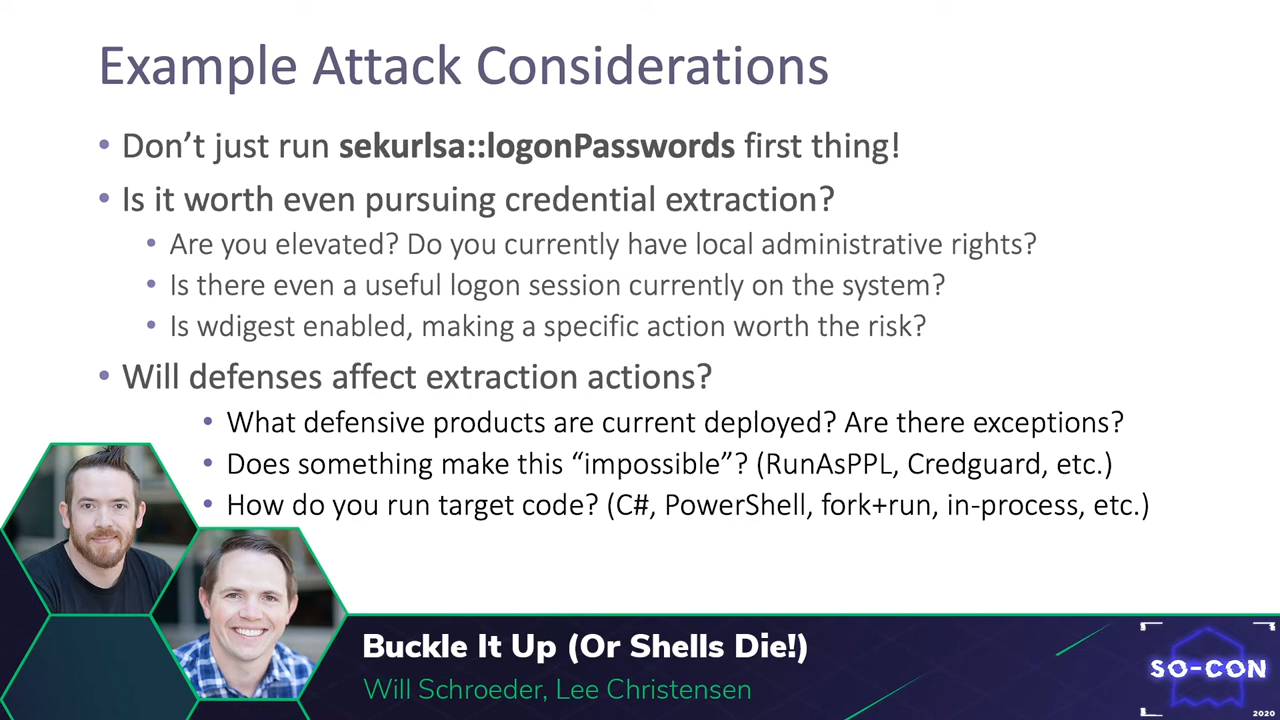 Example Attack Considerations
• Don’t just run sekurlsa::logonPasswords first thing!
• Is it worth even pursuing credential extraction?
• Are you elevated? Do you currently have local administrative rights?
• Is there even a useful logon session currently on the system?
• Is wdigest enabled, making a specific action worth the risk?
• Will defenses affect extraction actions?
• What defensive products are current deployed? Are there exceptions?
• Does something make this “impossible”? (RunAsPPL, Credguard, etc.)
• How do you run target code? (C#, PowerShell, fork+run, in-process, etc.)
Buckle It Up (Or Shells Die!)
Will Schroeder, Lee Christensen
SO-CON
2020